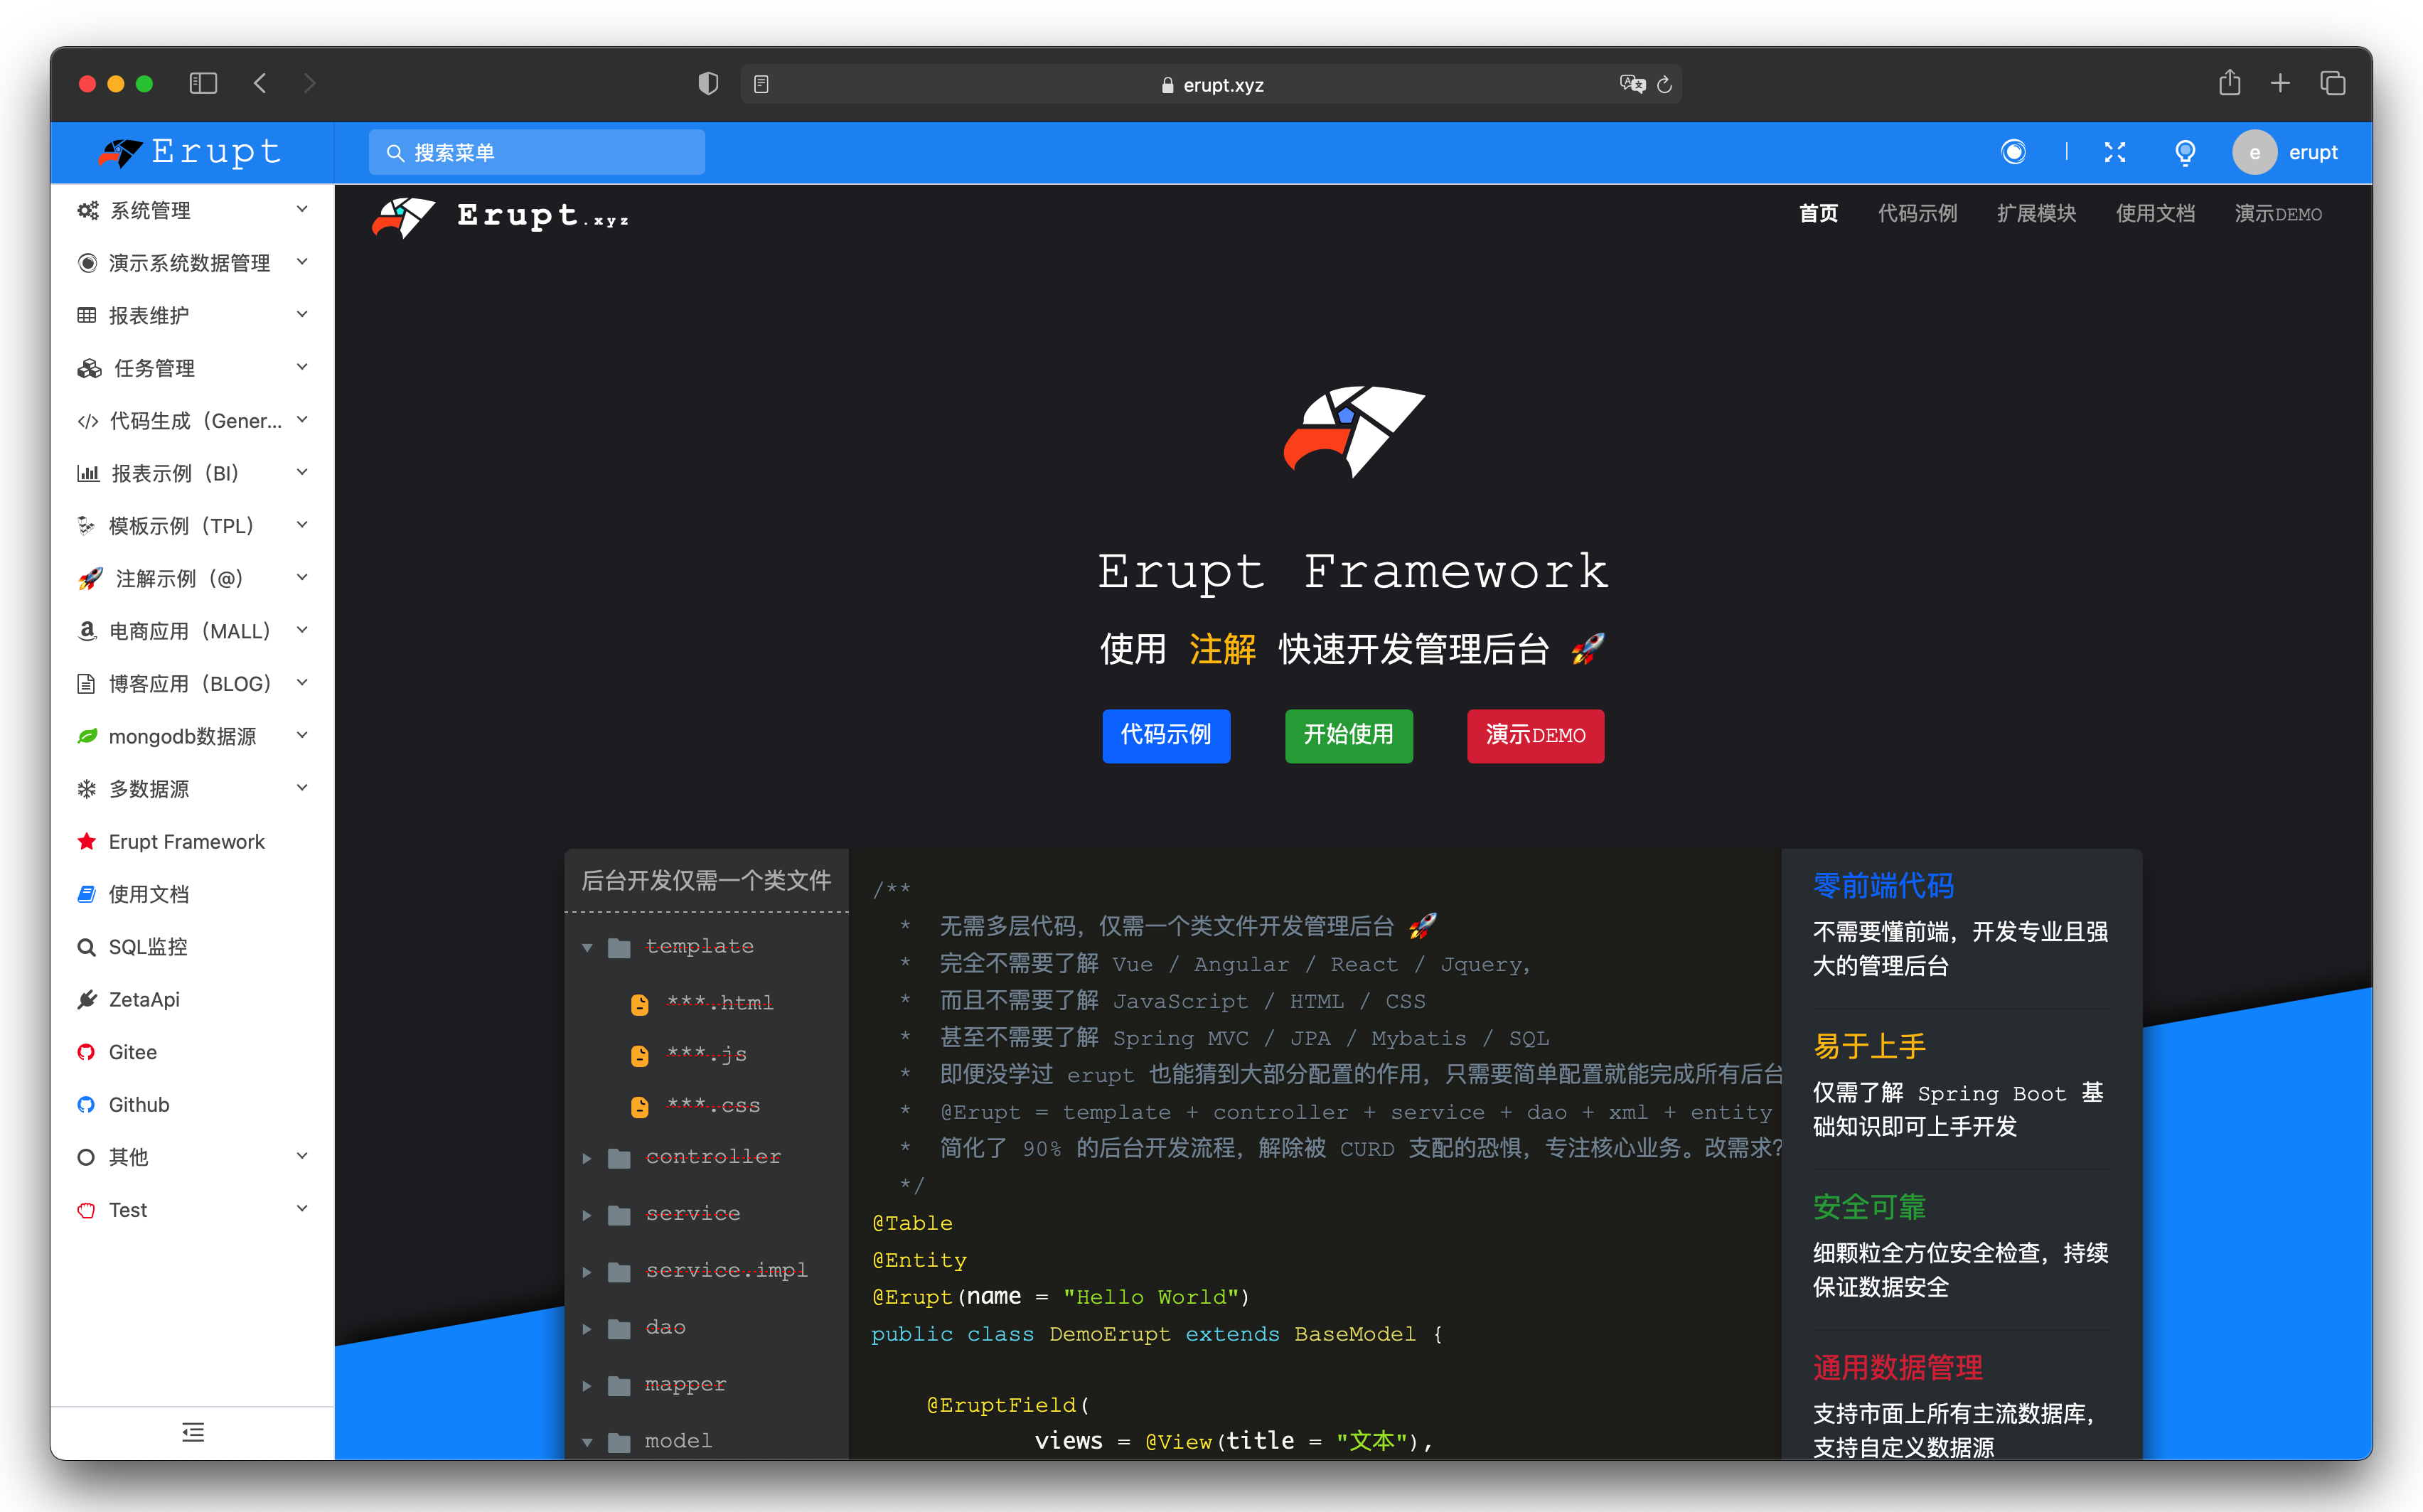 erupt.xyz
Erupt
搜索菜单
e
erupt
系统管理
演示系统数据管理
报表维护
任务管理
代码生成（Gener...
报表示例（BI）
模板示例（TPL）
注解示例（@）
电商应用（MALL）
博客应用（BLOG）
mongodb数据源
多数据源
Erupt Framework
使用文档
SQL监控
ZetaApi
Gitee
Github
其他
Test
Erupt.xyz
首页 代码示例 扩展模块 使用文档 演示DEMO
Erupt Framework
使用 注解 快速开发管理后台 🚀
代码示例 开始使用 演示DEMO
后台开发仅需一个类文件
template
***.html
***.js
***.css
controller
service
service.impl
dao
mapper
model
/**
* 无需多层代码，仅需一个类文件开发管理后台 🚀
* 完全不需要了解 Vue / Angular / React / Jquery，
* 而且不需要了解 JavaScript / HTML / CSS
* 甚至不需要了解 Spring MVC / JPA / Mybatis / SQL
* 即便没学过 erupt 也能猜到大部分配置的作用，只需要简单配置就能完成所有后台
* @Erupt = template + controller + service + dao + xml + entity
* 简化了 90% 的后台开发流程，解除被 CURD 支配的恐惧，专注核心业务。改需求?
*/
@Table
@Entity
@Erupt(name = "Hello World")
public class DemoErupt extends BaseModel {
@EruptField(
views = @View(title = "文本"),
零前端代码
不需要懂前端，开发专业且强
大的管理后台
易于上手
仅需了解 Spring Boot 基
础知识即可上手开发
安全可靠
细颗粒全方位安全检查，持续
保证数据安全
通用数据管理
支持市面上所有主流数据库，
支持自定义数据源